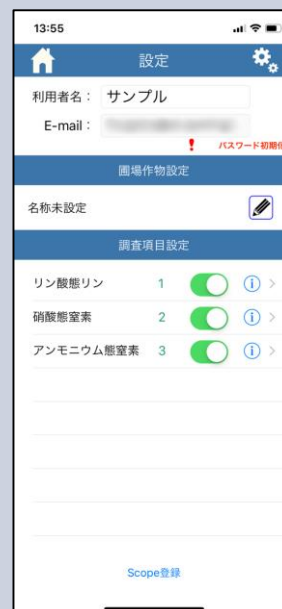 13:55
設定
利用者名： サンプル
E-mail：
! パスワード初期化
圃場作物設定
名称未設定
調査項目設定
リン酸態リン 1
硝酸態窒素 2
アンモニウム態窒素 3
Scope登録